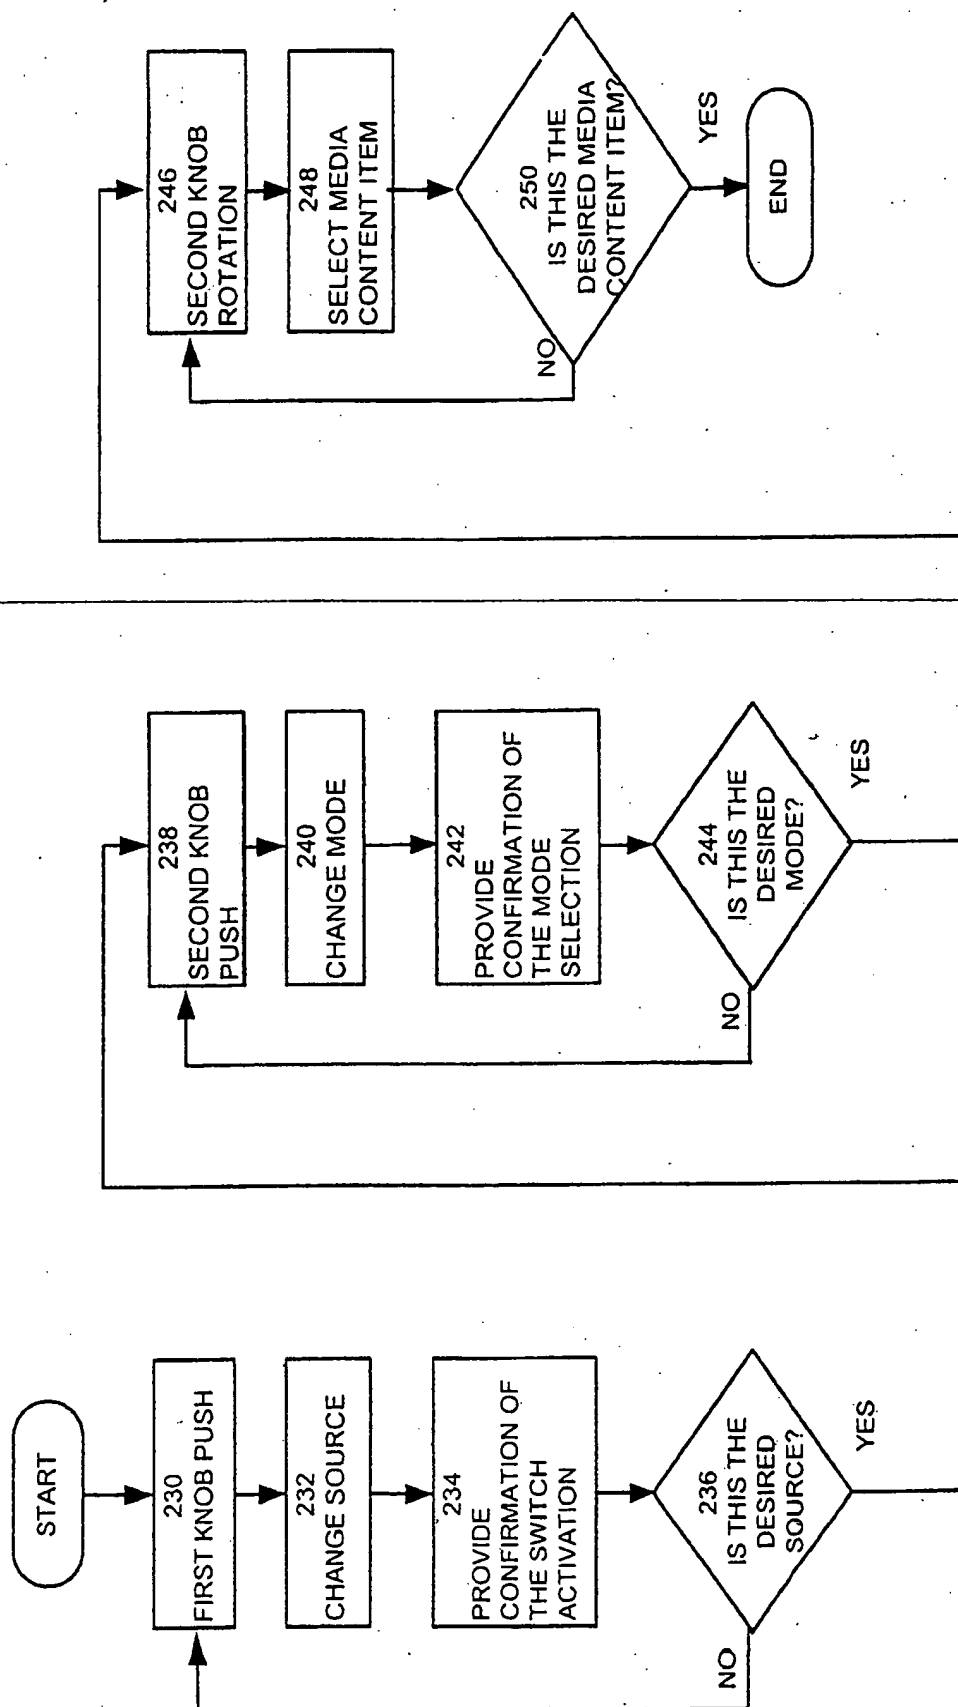 START
230
FIRST KNOB PUSH
232
CHANGE SOURCE
234
PROVIDE
CONFIRMATION OF
THE SWITCH
ACTIVATION
236
IS THIS THE
DESIRED
SOURCE?
NO
YES
238
SECOND KNOB
PUSH
240
CHANGE MODE
242
PROVIDE
CONFIRMATION OF
THE MODE
SELECTION
244
IS THIS THE
DESIRED
MODE?
NO
YES
246
SECOND KNOB
ROTATION
248
SELECT MEDIA
CONTENT ITEM
250
IS THIS THE
DESIRED MEDIA
CONTENT ITEM?
NO
YES
END